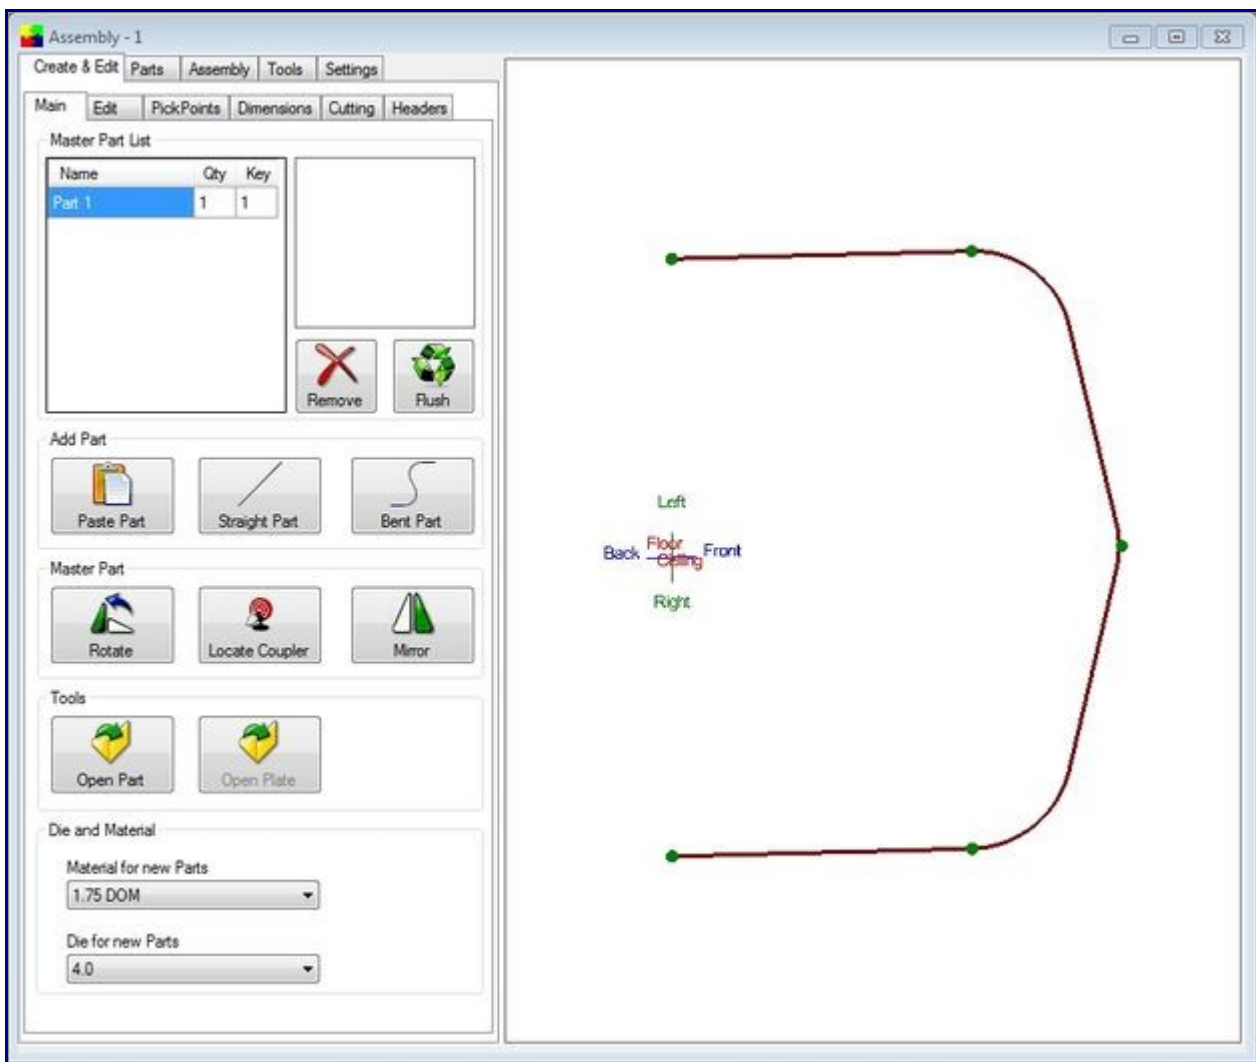 Assembly - 1
Create & Edit Parts Assembly Tools Settings
Main Edit PickPoints Dimensions Cutting Headers
Master Part List
Name Qty Key
Part 1 1 1
Remove Flush
Add Part
Paste Part Straight Part Bent Part
Master Part
Rotate Locate Coupler Mirror
Tools
Open Part Open Plate
Die and Material
Material for new Parts
1.75 DOM
Die for new Parts
4.0
Left
Floor
Back Front
Ceiling
Right